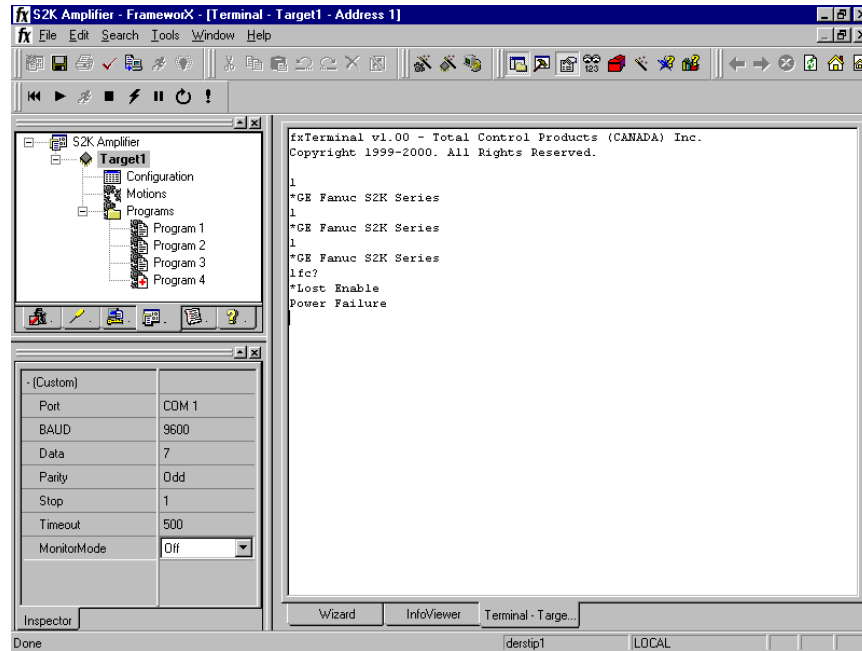 fx S2K Amplifier - FrameworX - [Terminal - Target1 - Address 1]
fx File Edit Search Tools Window Help
123
S2K Amplifier
Target1
Configuration
Motions
Programs
Program 1
Program 2
Program 3
Program 4
- (Custom)
Port COM 1
BAUD 9600
Data 7
Parity Odd
Stop 1
Timeout 500
MonitorMode Off
Inspector
fxTerminal v1.00 - Total Control Products (CANADA) Inc.
Copyright 1999-2000. All Rights Reserved.
1
*GE Fanuc S2K Series
1
*GE Fanuc S2K Series
1
*GE Fanuc S2K Series
1fc?
*Lost Enable
Power Failure
Wizard InfoViewer Terminal - Targe...
Done derstip1 LOCAL